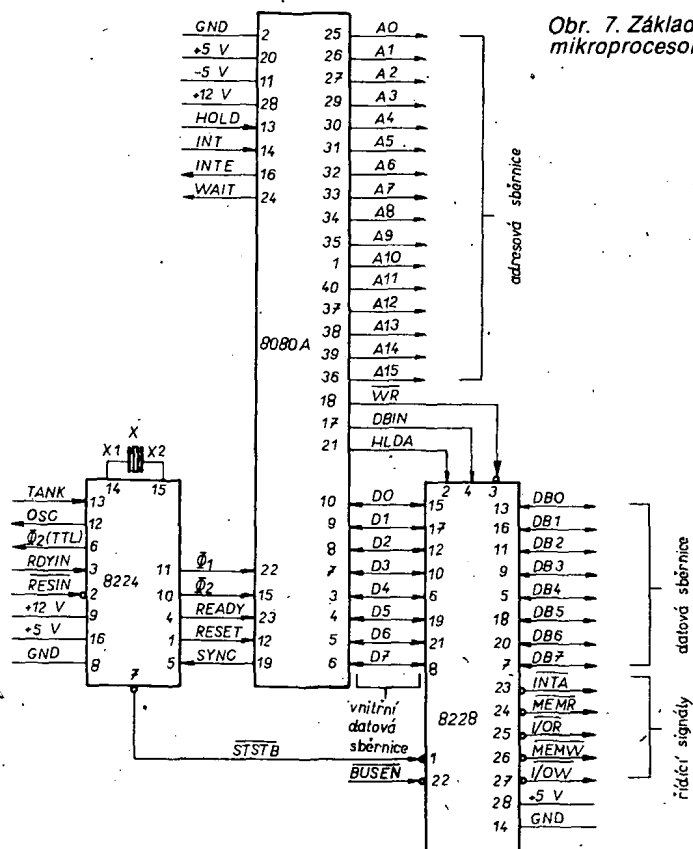 Obr. 7. Základ
mikroprocesor
GND 2
+5 V 20
-5 V 11
+12 V 28
HOLD 13
INT 14
INTE 16
WAIT 24
25 A0
26 A1
27 A2
29 A3
30 A4
31 A5
32 A6
33 A7
34 A8
35 A9
1 A10
40 A11
37 A12
38 A13
39 A14
36 A15
adresová sběrnice
8080A
18 WR
17 DBIN
21 HLDA
X
X1 X2
14 15
TANK 13
OSC 12
Φ2(TTL) 6
RDYIN 3
RESIN 2
+12 V 9
+5 V 16
GND 8
8224
7
11 Φ1 22
10 Φ2 15
4 READY 23
1 RESET 12
5 SYNC 19
10 D0 15
9 D1 17
8 D2 12
7 D3 10
3 D4 6
4 D5 19
5 D6 21
6 D7 8
vnitřní
datová
sběrnice
2 4 3
8228
13 DB0
16 DB1
11 DB2
9 DB3
5 DB4
18 DB5
20 DB6
7 DB7
datová sběrnice
23 INTA
24 MEMR
25 I/OR
26 MEMW
27 I/OW
řídící signály
28 +5 V
14 GND
STSTB 1
BUSEN 22